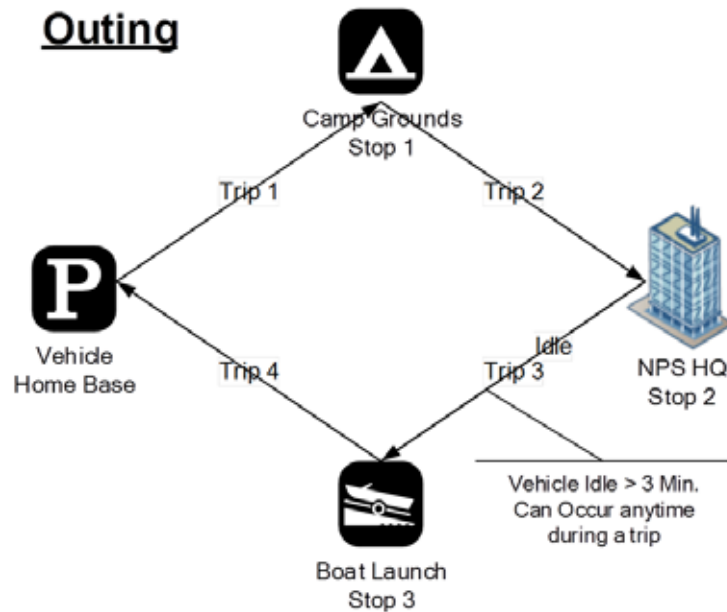 Outing
Camp Grounds
Stop 1
Trip 1
Trip 2
P
Vehicle
Home Base
Idle
Trip 3
Trip 4
NPS HQ
Stop 2
Vehicle Idle > 3 Min.
Can Occur anytime
during a trip
Boat Launch
Stop 3